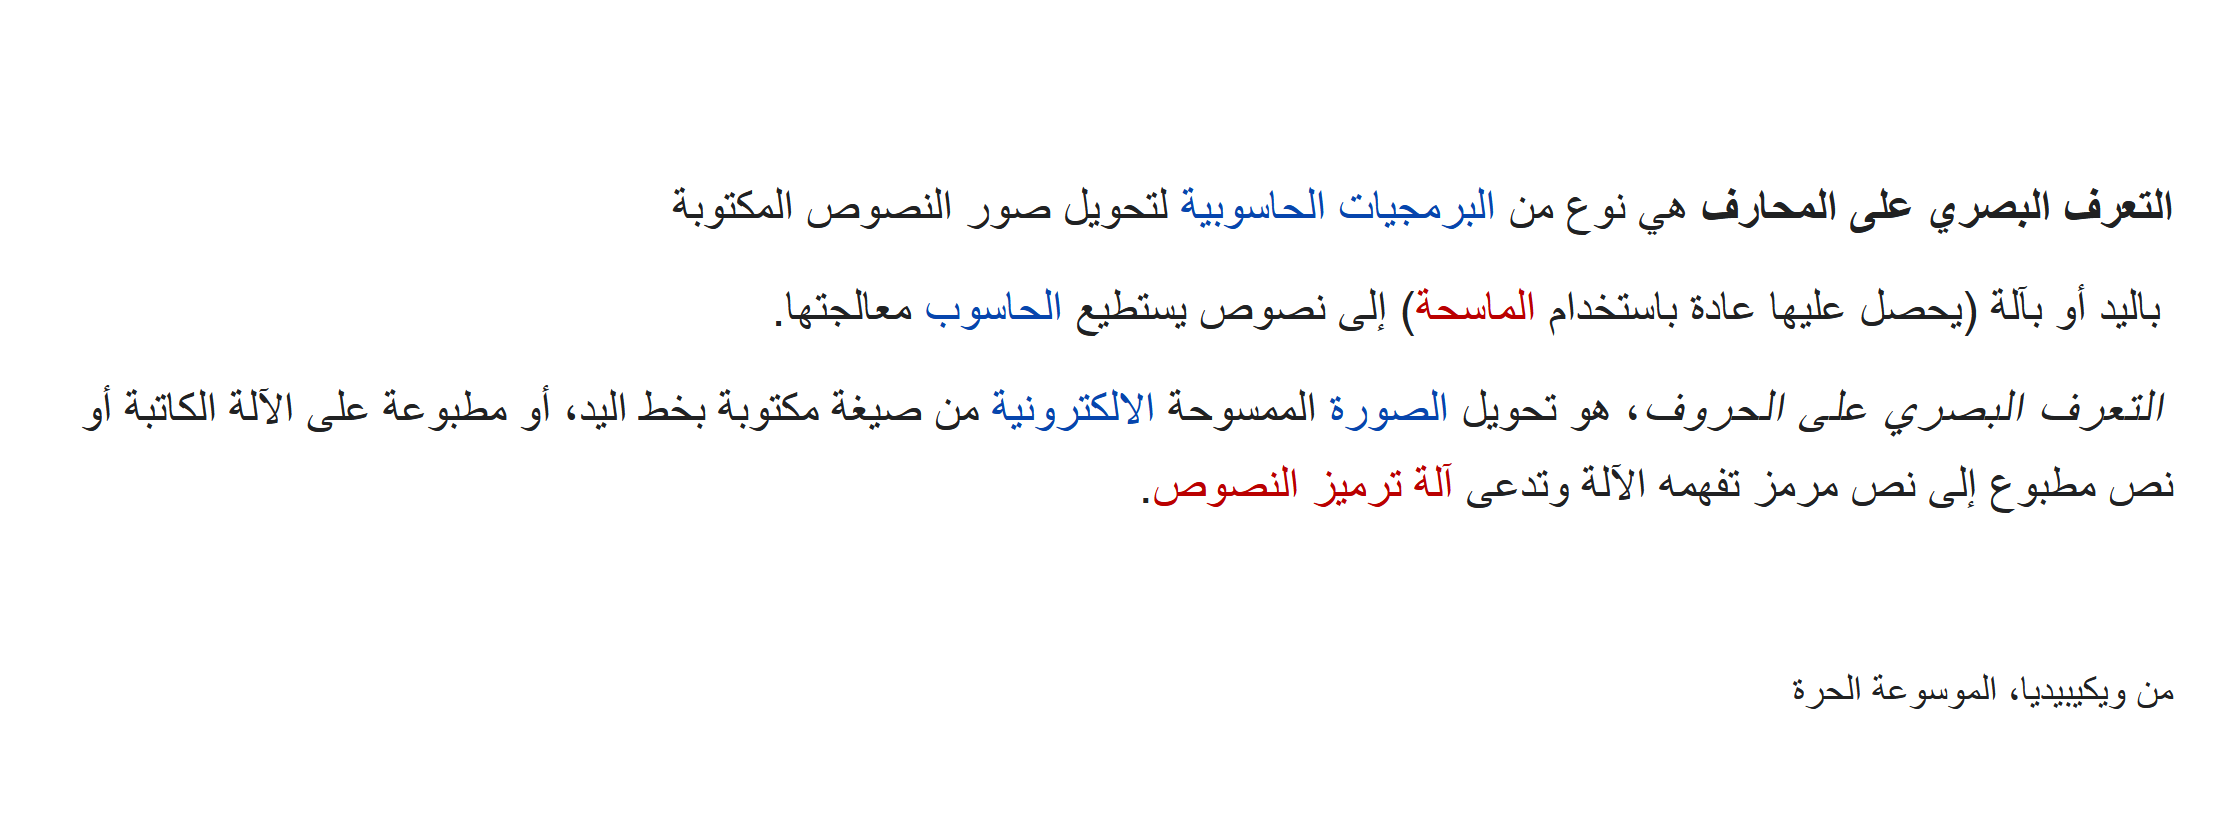 التعرف البصري على المحارف هي نوع من البرمجيات الحاسوبية لتحويل صور النصوص المكتوبة
باليد أو بآلة (يحصل عليها عادة باستخدام الماسحة) إلى نصوص يستطيع الحاسوب معالجتها.
التعرف البصري على الحروف، هو تحويل الصورة الممسوحة الالكترونية من صيغة مكتوبة بخط اليد، أو مطبوعة على الآلة الكاتبة أو
نص مطبوع إلى نص مرمز تفهمه الآلة وتدعى آلة ترميز النصوص.
من ويكيبيديا، الموسوعة الحرة